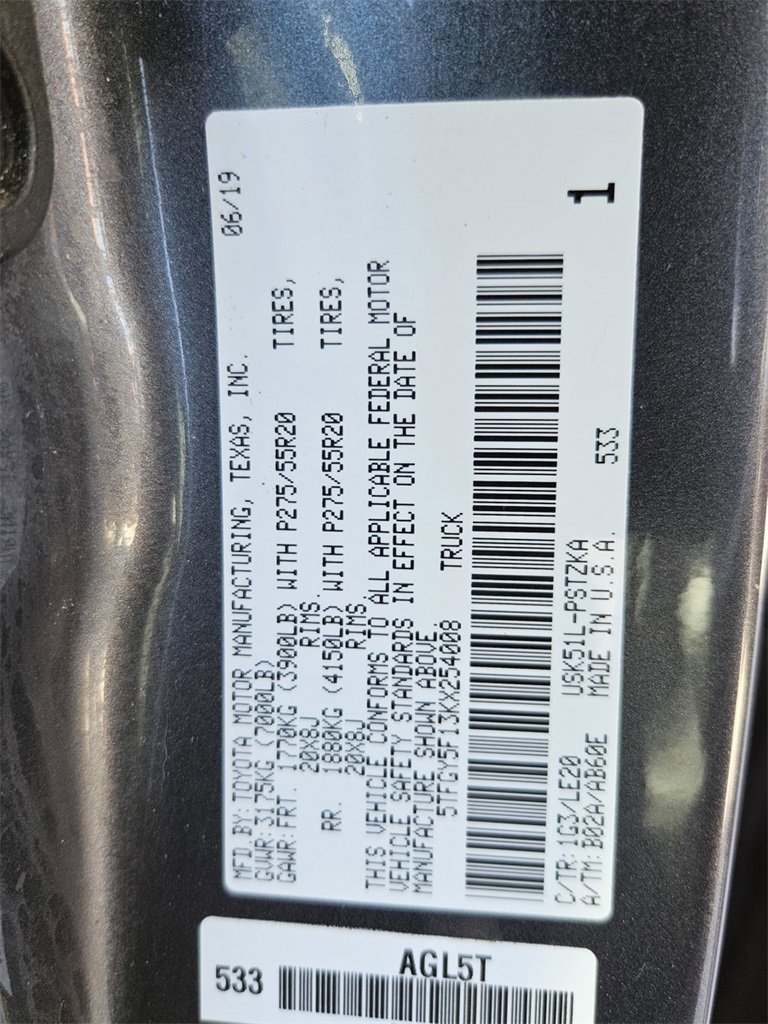 MFD BY: TOYOTA MOTOR MANUFACTURING, TEXAS, INC. 06/19
GVWR: 3175KG (7000LB)
GAWR: FRT. 1770KG (3900LB) WITH P275/55R20 TIRES,
20X8J RIMS.
RR. 1880KG (4150LB) WITH P275/55R20 TIRES,
20X8J RIMS
THIS VEHICLE CONFORMS TO ALL APPLICABLE FEDERAL MOTOR
VEHICLE SAFETY STANDARDS IN EFFECT ON THE DATE OF
MANUFACTURE SHOWN ABOVE
5TFGY5F13KX254008 TRUCK
C/TR: 1G3/LE20 USK51L-PSTZKA
A/TM: B02A/AB60E MADE IN U.S.A. 533
1
AGL5T
533